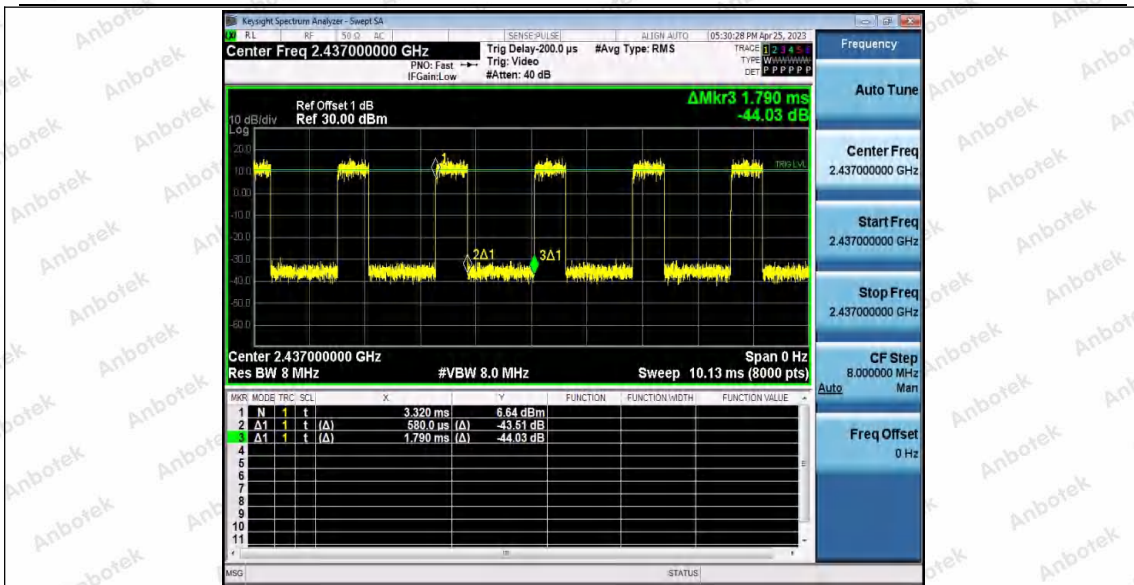 Keysight Spectrum Analyzer - Swept SA
RL RF 50 Ω AC SENSE:PULSE ALIGN AUTO 05:30:28 PM Apr 25, 2023
Center Freq 2.437000000 GHz
PNO: Fast
IFGain:Low
Trig Delay-200.0 µs
Trig: Video
#Atten: 40 dB
#Avg Type: RMS
TRACE 1 2 3 4 5 6
TYPE W
DET P P P P P P
Ref Offset 1 dB
Ref 30.00 dBm
10 dB/div
Log
ΔMkr3 1.790 ms
-44.03 dB
20.0
10.0
0.00
-10.0
-20.0
-30.0
-40.0
-50.0
-60.0
TRIG LVL
1
2Δ1
3Δ1
Center 2.437000000 GHz
Span 0 Hz
Res BW 8 MHz
#VBW 8.0 MHz
Sweep 10.13 ms (8000 pts)
MKR MODE TRC SCL X Y FUNCTION FUNCTION WIDTH FUNCTION VALUE
1 N 1 t 3.320 ms 6.64 dBm
2 Δ1 1 t (Δ) 580.0 µs (Δ) -43.51 dB
3 Δ1 1 t (Δ) 1.790 ms (Δ) -44.03 dB
4
5
6
7
8
9
10
11
MSG
STATUS
Frequency
Auto Tune
Center Freq
2.437000000 GHz
Start Freq
2.437000000 GHz
Stop Freq
2.437000000 GHz
CF Step
8.000000 MHz
Auto Man
Freq Offset
0 Hz
Anbotek